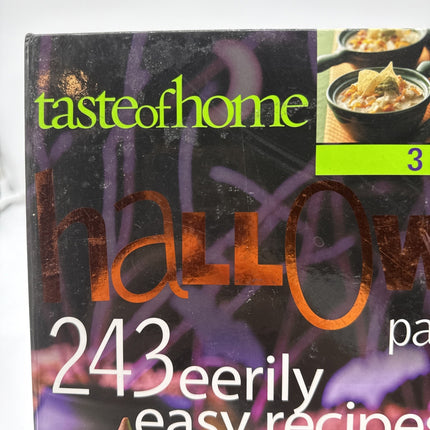 tasteofhome
3
hallow
pa
243 eerily
easy recipes